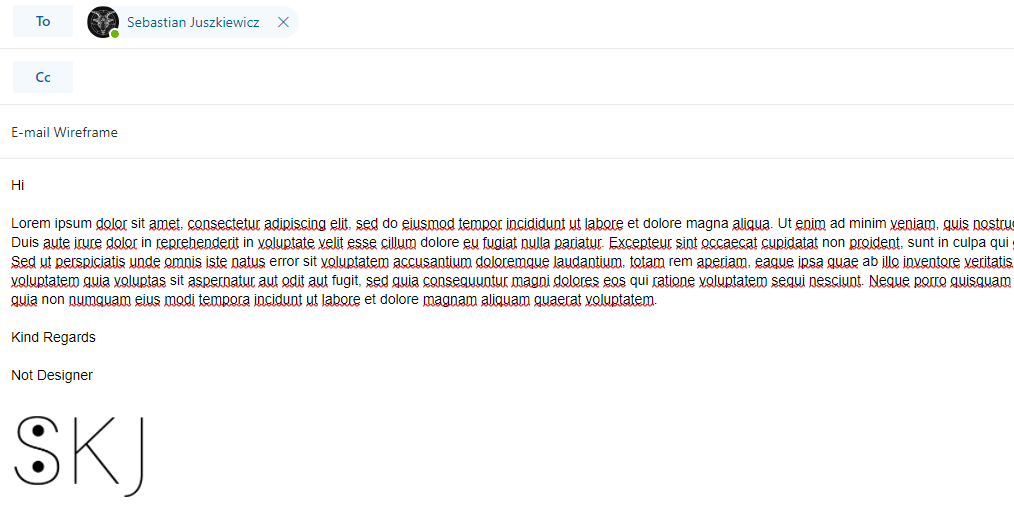 To
Sebastian Juszkiewicz
Cc
E-mail Wireframe
Hi
Lorem ipsum dolor sit amet, consectetur adipiscing elit, sed do eiusmod tempor incididunt ut labore et dolore magna aliqua. Ut enim ad minim veniam, quis nostru
Duis aute irure dolor in reprehenderit in voluptate velit esse cillum dolore eu fugiat nulla pariatur. Excepteur sint occaecat cupidatat non proident, sunt in culpa qui
Sed ut perspiciatis unde omnis iste natus error sit voluptatem accusantium doloremque laudantium, totam rem aperiam, eaque ipsa quae ab illo inventore veritatis
voluptatem quia voluptas sit aspernatur aut odit aut fugit, sed quia consequuntur magni dolores eos qui ratione voluptatem sequi nesciunt. Neque porro quisquam
quia non numquam eius modi tempora incidunt ut labore et dolore magnam aliquam quaerat voluptatem.
Kind Regards
Not Designer
SKJ